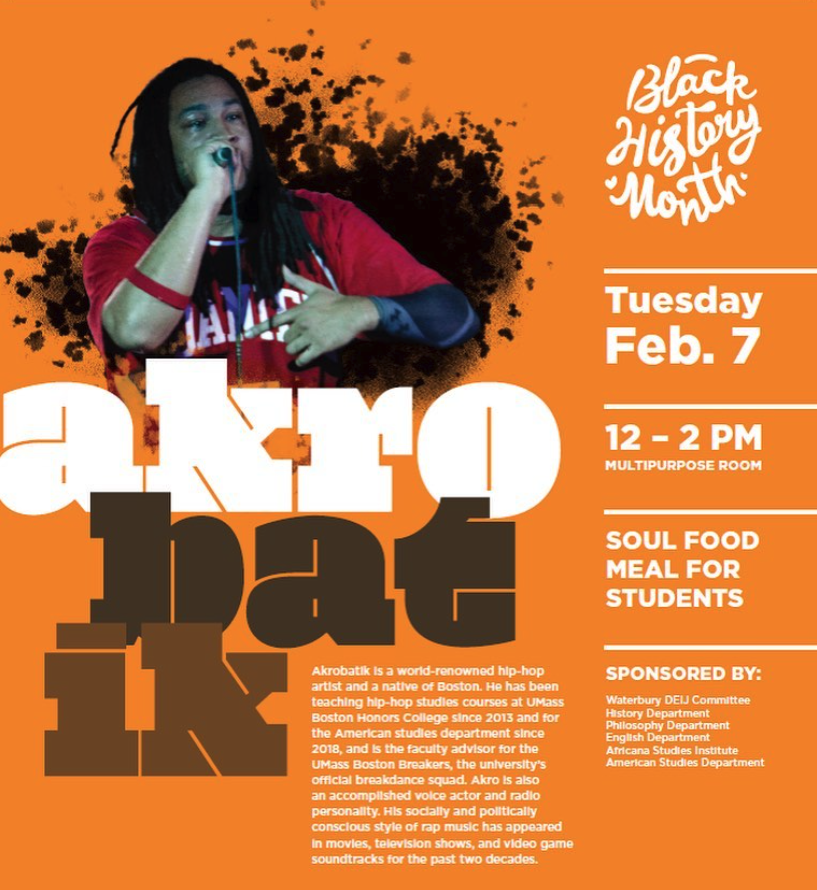 Black
History
Month
Tuesday
Feb. 7
12 – 2 PM
MULTIPURPOSE ROOM
SOUL FOOD
MEAL FOR
STUDENTS
SPONSORED BY:
Waterbury DEIJ Committee
History Department
Philosophy Department
English Department
Africana Studies Institute
American Studies Department
akro
bat
ik
Akrobatik is a world-renowned hip-hop
artist and a native of Boston. He has been
teaching hip-hop studies courses at UMass
Boston Honors College since 2013 and for
the American studies department since
2018, and is the faculty advisor for the
UMass Boston Breakers, the university's
official breakdance squad. Akro is also
an accomplished voice actor and radio
personality. His socially and politically
conscious style of rap music has appeared
in movies, television shows, and video game
soundtracks for the past two decades.